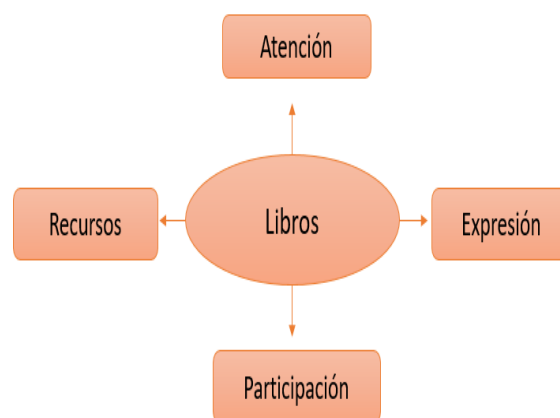 Atención
Recursos
Libros
Expresión
Participación